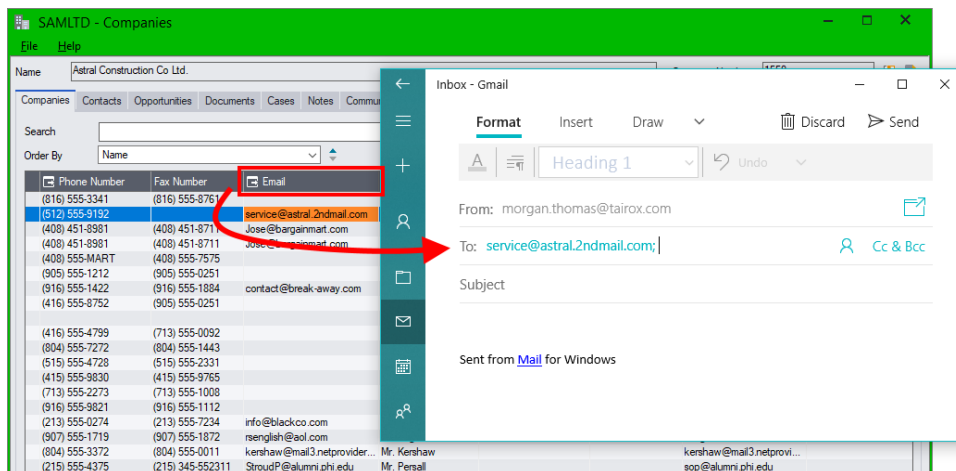 SAMLTD - Companies
File Help
Name Astral Construction Co Ltd.
Companies Contacts Opportunities Documents Cases Notes
Search
Order By Name
Phone Number Fax Number Email
(816) 555-3341 (816) 555-8761
(512) 555-9192 service@astral.2ndmail.com
(408) 451-8981 (408) 451-8711 Jose@bargainmart.com
(408) 451-8981 (408) 451-8711 Jose@bargainmart.com
(408) 555-MART (408) 555-7575
(905) 555-1212 (905) 555-0251
(916) 555-1422 (916) 555-1884 contact@break-away.com
(416) 555-8752 (905) 555-0251
(416) 555-4799 (713) 555-0092
(804) 555-7272 (804) 555-1443
(515) 555-4728 (515) 555-2331
(415) 555-9830 (415) 555-9765
(713) 555-2273 (713) 555-1008
(916) 555-9821 (916) 555-1112
(213) 555-0274 (213) 555-7234 info@blackco.com
(907) 555-1719 (907) 555-1872 rsenglish@aol.com
(804) 555-3372 (804) 555-0011 kershaw@mail3.netprovider... Mr. Kershaw kershaw@mail3.netprovi...
(215) 555-4375 (215) 345-552311 StroudP@alumni.phi.edu Mr. Persall sop@alumni.phi.edu
Inbox - Gmail
Format Insert Draw Discard Send
A Heading 1 Undo
From: morgan.thomas@tairox.com
To: service@astral.2ndmail.com; Cc & Bcc
Subject
Sent from Mail for Windows